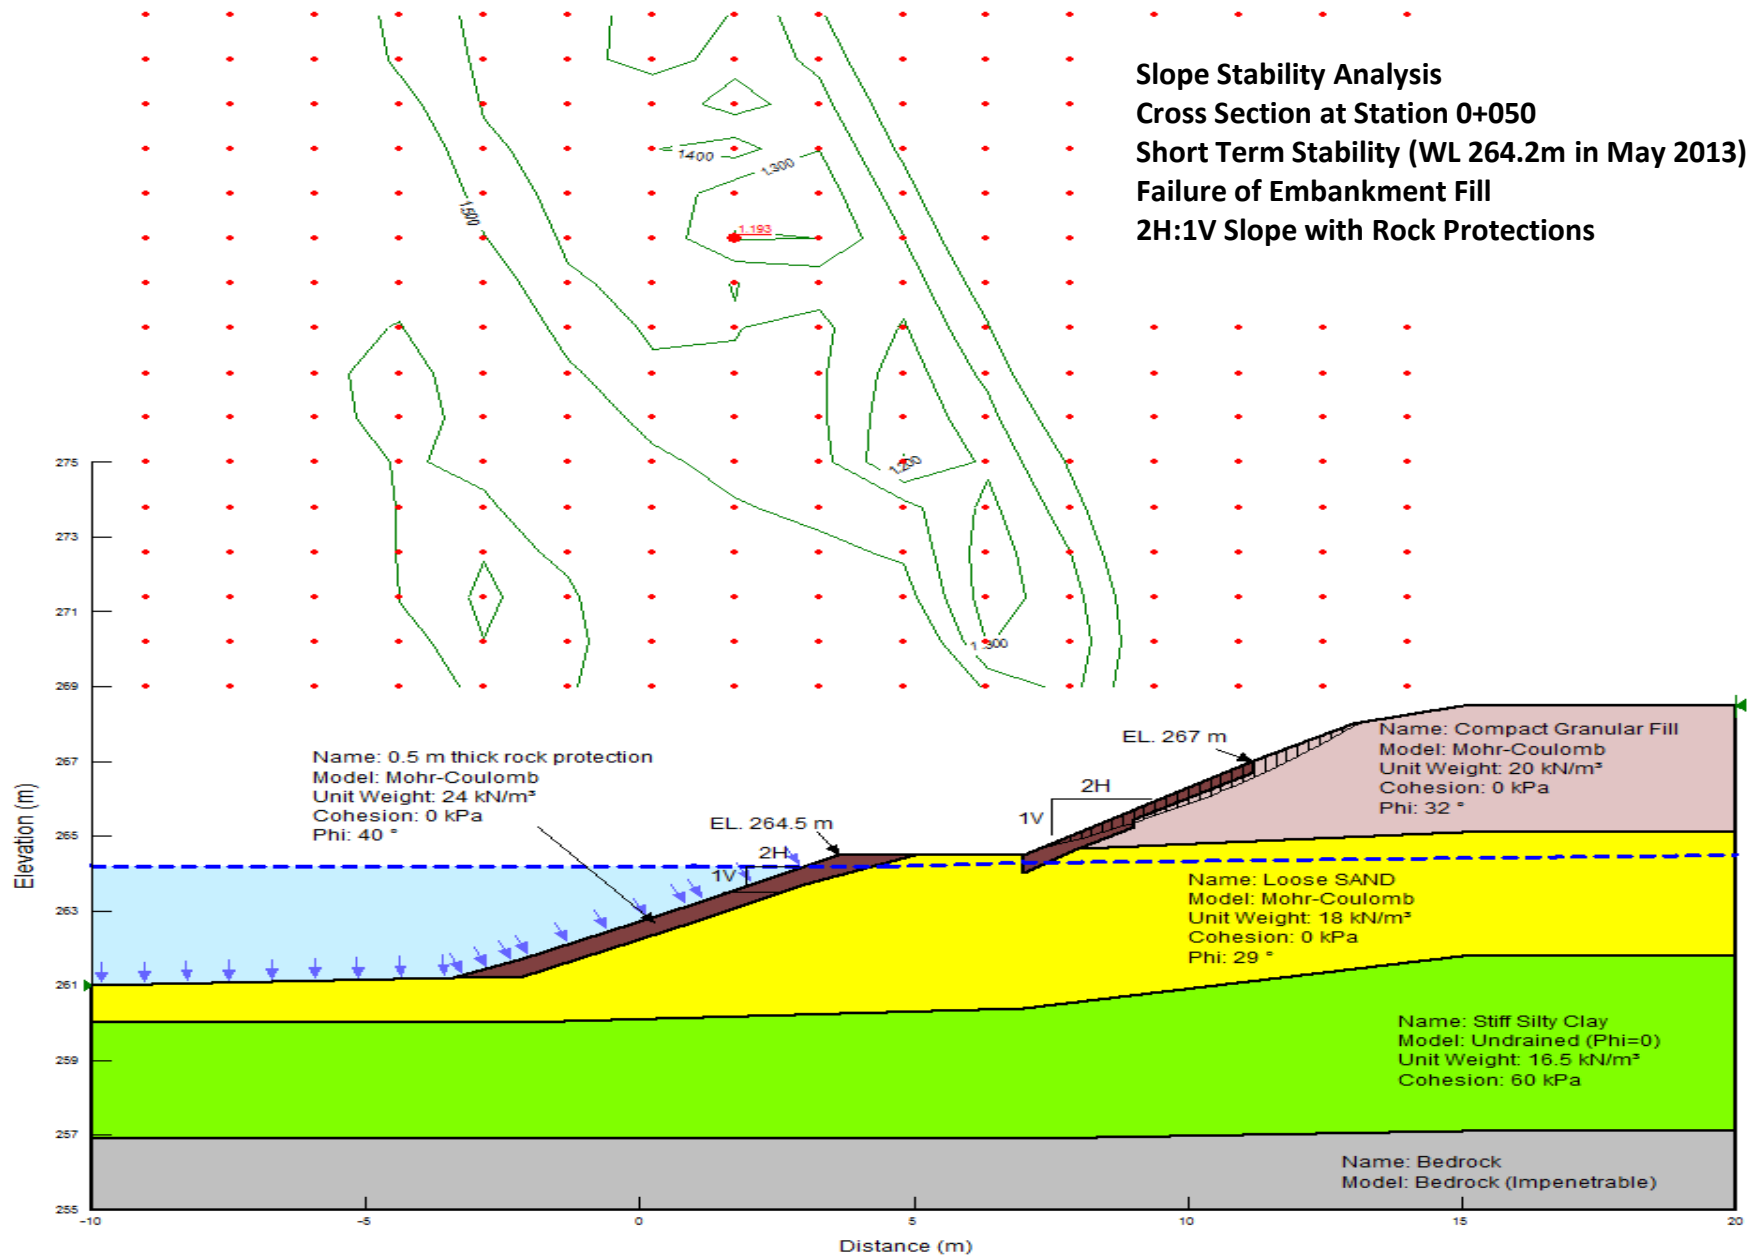 Slope Stability Analysis
Cross Section at Station 0+050
Short Term Stability (WL 264.2m in May 2013)
Failure of Embankment Fill
2H:1V Slope with Rock Protections
1.400
1.300
1.500
1.193
1.200
1.300
275
273
271
269
267
265
263
261
259
257
255
Elevation (m)
Name: 0.5 m thick rock protection
Model: Mohr-Coulomb
Unit Weight: 24 kN/m³
Cohesion: 0 kPa
Phi: 40 °
EL. 264.5 m
2H
1V
EL. 267 m
2H
1V
Name: Compact Granular Fill
Model: Mohr-Coulomb
Unit Weight: 20 kN/m³
Cohesion: 0 kPa
Phi: 32 °
Name: Loose SAND
Model: Mohr-Coulomb
Unit Weight: 18 kN/m³
Cohesion: 0 kPa
Phi: 29 °
Name: Stiff Silty Clay
Model: Undrained (Phi=0)
Unit Weight: 16.5 kN/m³
Cohesion: 60 kPa
Name: Bedrock
Model: Bedrock (Impenetrable)
-10 -5 0 5 10 15 20
Distance (m)